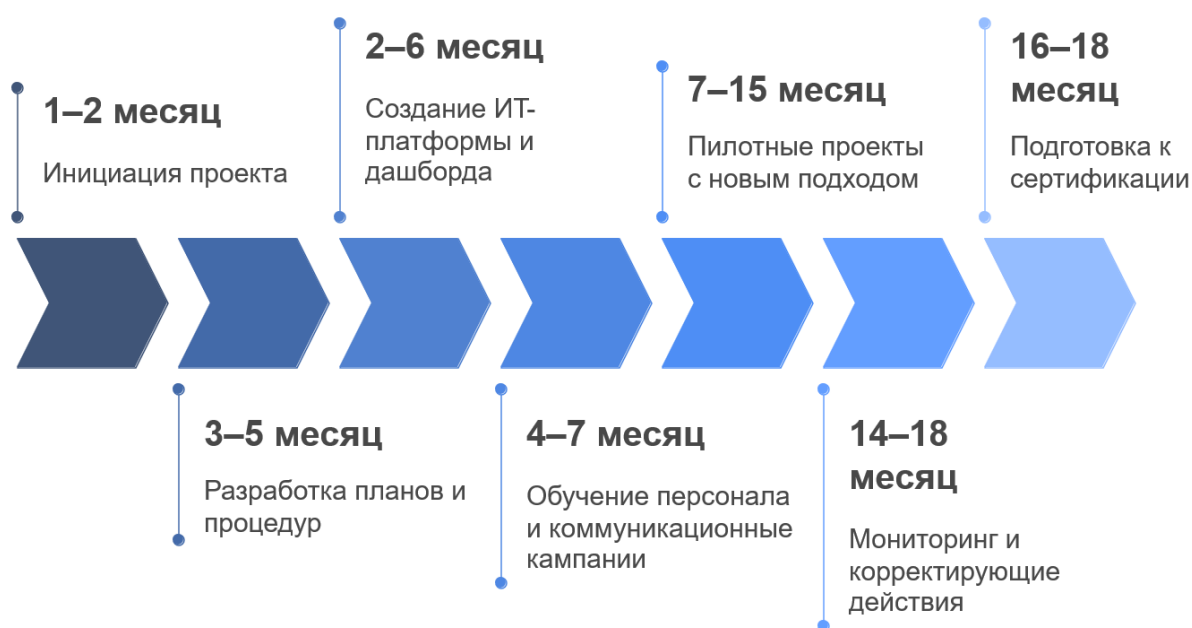 1–2 месяц
Инициация проекта
3–5 месяц
Разработка планов и
процедур
2–6 месяц
Создание ИТ-
платформы и
дашборда
4–7 месяц
Обучение персонала
и коммуникационные
кампании
7–15 месяц
Пилотные проекты
с новым подходом
14–18
месяц
Мониторинг и
корректирующие
действия
16–18
месяц
Подготовка к
сертификации